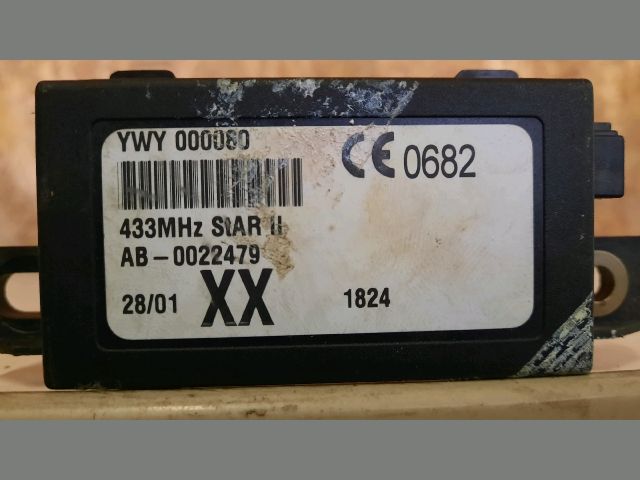 YWY 000080
CE 0682
433MHz StAR II
AB-0022479
28/01 XX 1824